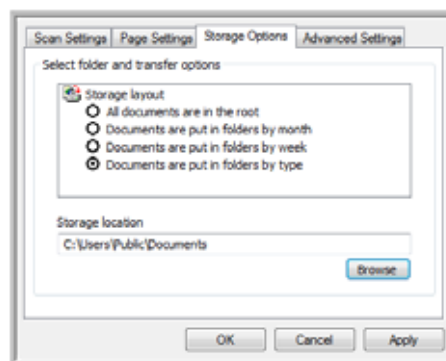 Scan Settings Page Settings Storage Options Advanced Settings
Select folder and transfer options
Storage layout
All documents are in the root
Documents are put in folders by month
Documents are put in folders by week
Documents are put in folders by type
Storage location
C:\Users\Public\Documents
Browse
OK Cancel Apply